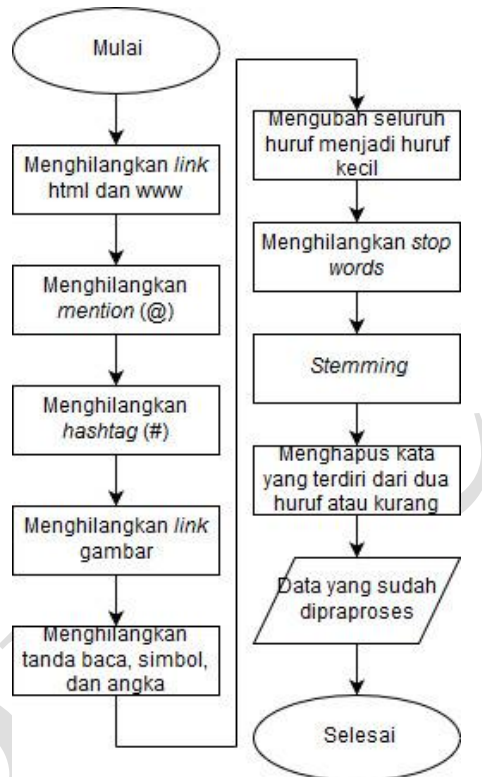 Mulai
Menghilangkan link
html dan www
Menghilangkan
mention (@)
Menghilangkan
hashtag (#)
Menghilangkan link
gambar
Menghilangkan
tanda baca, simbol,
dan angka
Mengubah seluruh
huruf menjadi huruf
kecil
Menghilangkan stop
words
Stemming
Menghapus kata
yang terdiri dari dua
huruf atau kurang
Data yang sudah
dipraproses
Selesai